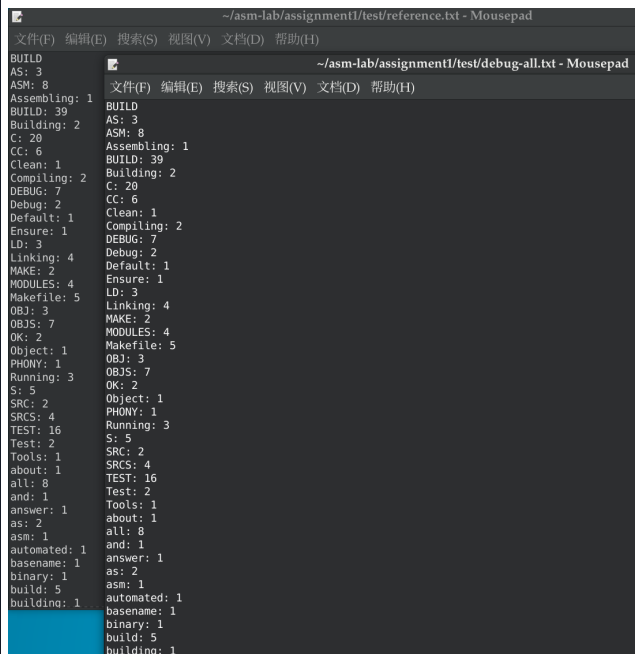 ~/asm-lab/assignment1/test/reference.txt - Mousepad
文件(F) 编辑(E) 搜索(S) 视图(V) 文档(D) 帮助(H)
BUILD
AS: 3
ASM: 8
Assembling: 1
BUILD: 39
Building: 2
C: 20
CC: 6
Clean: 1
Compiling: 2
DEBUG: 7
Debug: 2
Default: 1
Ensure: 1
LD: 3
Linking: 4
MAKE: 2
MODULES: 4
Makefile: 5
OBJ: 3
OBJS: 7
OK: 2
Object: 1
PHONY: 1
Running: 3
S: 5
SRC: 2
SRCS: 4
TEST: 16
Test: 2
Tools: 1
about: 1
all: 8
and: 1
answer: 1
as: 2
asm: 1
automated: 1
basename: 1
binary: 1
build: 5
building: 1
~/asm-lab/assignment1/test/debug-all.txt - Mousepad
文件(F) 编辑(E) 搜索(S) 视图(V) 文档(D) 帮助(H)
BUILD
AS: 3
ASM: 8
Assembling: 1
BUILD: 39
Building: 2
C: 20
CC: 6
Clean: 1
Compiling: 2
DEBUG: 7
Debug: 2
Default: 1
Ensure: 1
LD: 3
Linking: 4
MAKE: 2
MODULES: 4
Makefile: 5
OBJ: 3
OBJS: 7
OK: 2
Object: 1
PHONY: 1
Running: 3
S: 5
SRC: 2
SRCS: 4
TEST: 16
Test: 2
Tools: 1
about: 1
all: 8
and: 1
answer: 1
as: 2
asm: 1
automated: 1
basename: 1
binary: 1
build: 5
building: 1